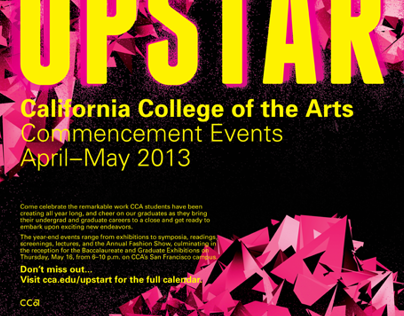 UPSTAR
California College of the Arts
Commencement Events
April–May 2013
Come celebrate the remarkable work CCA students have been
creating all year long, and cheer on our graduates as they bring
their undergrad and graduate careers to a close and get ready to
embark upon exciting new endeavors.
The year-end events range from exhibitions to symposia, readings,
screenings, lectures, and the Annual Fashion Show, culminating in
the reception for the Baccalaureate and Graduate Exhibitions on
Thursday, May 16, from 6–10 p.m. on CCA's San Francisco campus.
Don't miss out...
Visit cca.edu/upstart for the full calendar.
cca